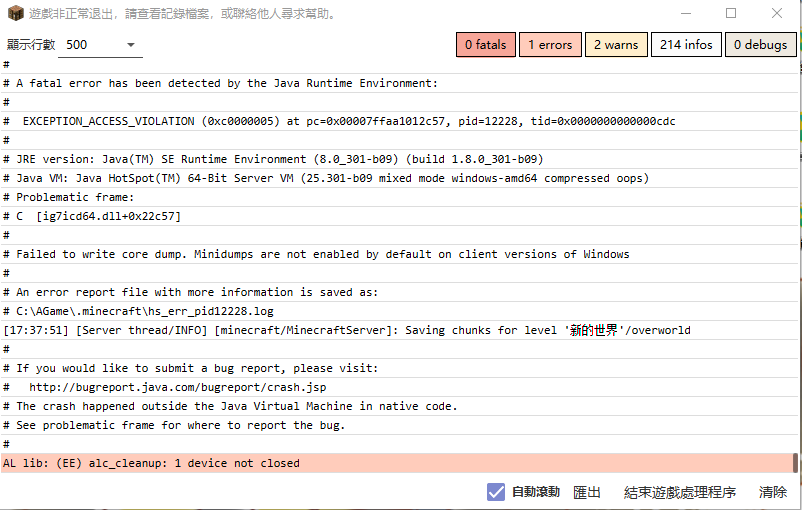 遊戲非正常退出，請查看記錄檔案，或聯絡他人尋求幫助。
顯示行數 500 0 fatals 1 errors 2 warns 214 infos 0 debugs
#
# A fatal error has been detected by the Java Runtime Environment:
#
#  EXCEPTION_ACCESS_VIOLATION (0xc0000005) at pc=0x00007ffaa1012c57, pid=12228, tid=0x0000000000000cdc
#
# JRE version: Java(TM) SE Runtime Environment (8.0_301-b09) (build 1.8.0_301-b09)
# Java VM: Java HotSpot(TM) 64-Bit Server VM (25.301-b09 mixed mode windows-amd64 compressed oops)
# Problematic frame:
# C  [ig7icd64.dll+0x22c57]
#
# Failed to write core dump. Minidumps are not enabled by default on client versions of Windows
#
# An error report file with more information is saved as:
# C:\AGame\.minecraft\hs_err_pid12228.log
[17:37:51] [Server thread/INFO] [minecraft/MinecraftServer]: Saving chunks for level '新的世界'/overworld
#
# If you would like to submit a bug report, please visit:
#   http://bugreport.java.com/bugreport/crash.jsp
# The crash happened outside the Java Virtual Machine in native code.
# See problematic frame for where to report the bug.
#
AL lib: (EE) alc_cleanup: 1 device not closed
自動滾動 匯出 結束遊戲處理程序 清除